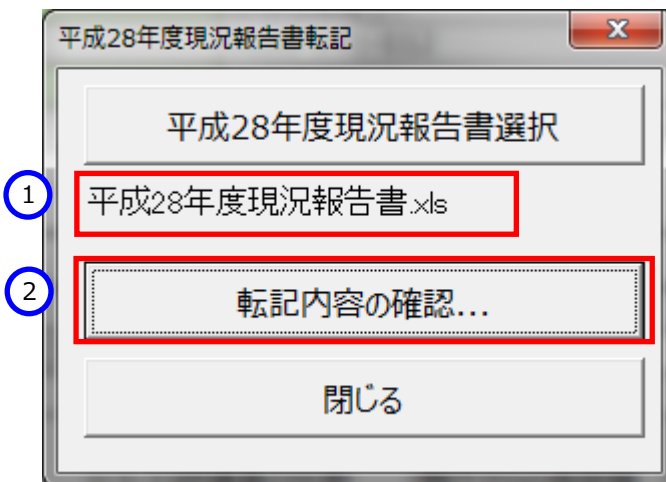 平成28年度現況報告書転記
平成28年度現況報告書選択
1
平成28年度現況報告書.xls
2
転記内容の確認...
閉じる